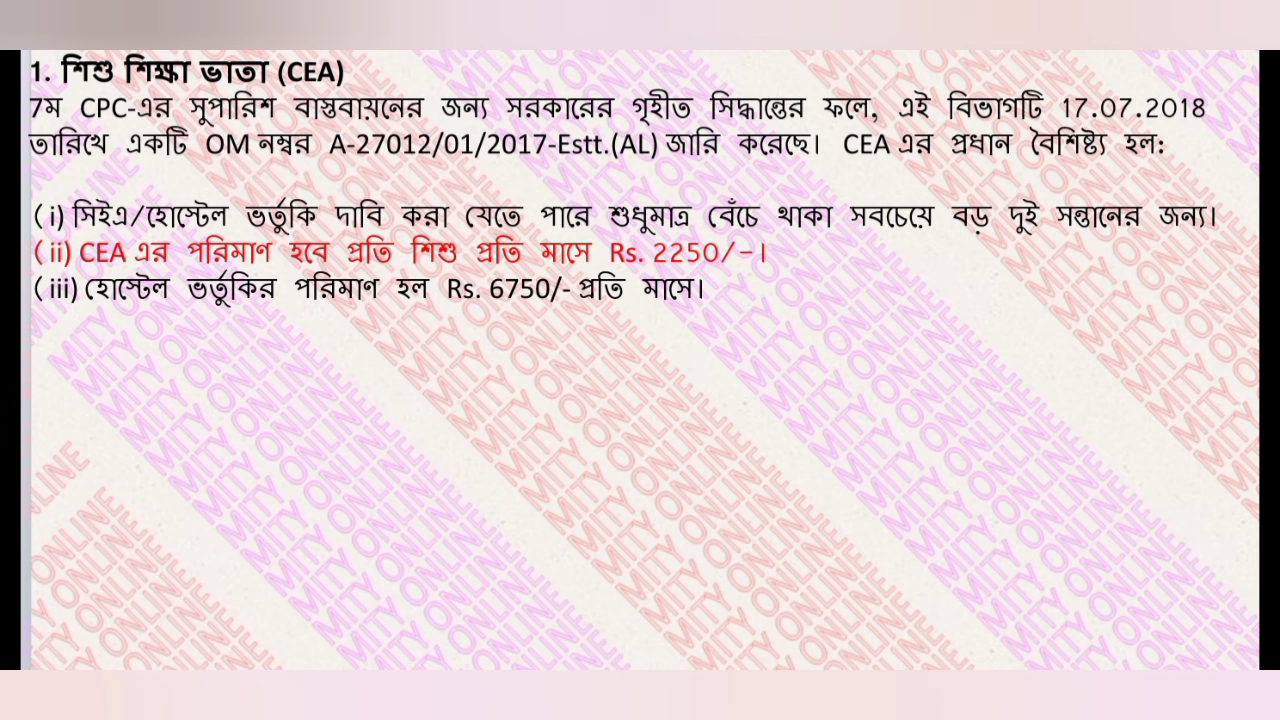 1. শিশু শিক্ষা ভাতা (CEA)
7ম CPC-এর সুপারিশ বাস্তবায়নের জন্য সরকারের গৃহীত সিদ্ধান্তের ফলে, এই বিভাগটি 17.07.2018
তারিখে একটি OM নম্বর A-27012/01/2017-Estt.(AL) জারি করেছে। CEA এর প্রধান বৈশিষ্ট্য হল:
(i) সিইএ/হোস্টেল ভর্তুকি দাবি করা যেতে পারে শুধুমাত্র বেঁচে থাকা সবচেয়ে বড় দুই সন্তানের জন্য।
(ii) CEA এর পরিমাণ হবে প্রতি শিশু প্রতি মাসে Rs. 2250/-।
(iii) হোস্টেল ভর্তুকির পরিমাণ হল Rs. 6750/- প্রতি মাসে।